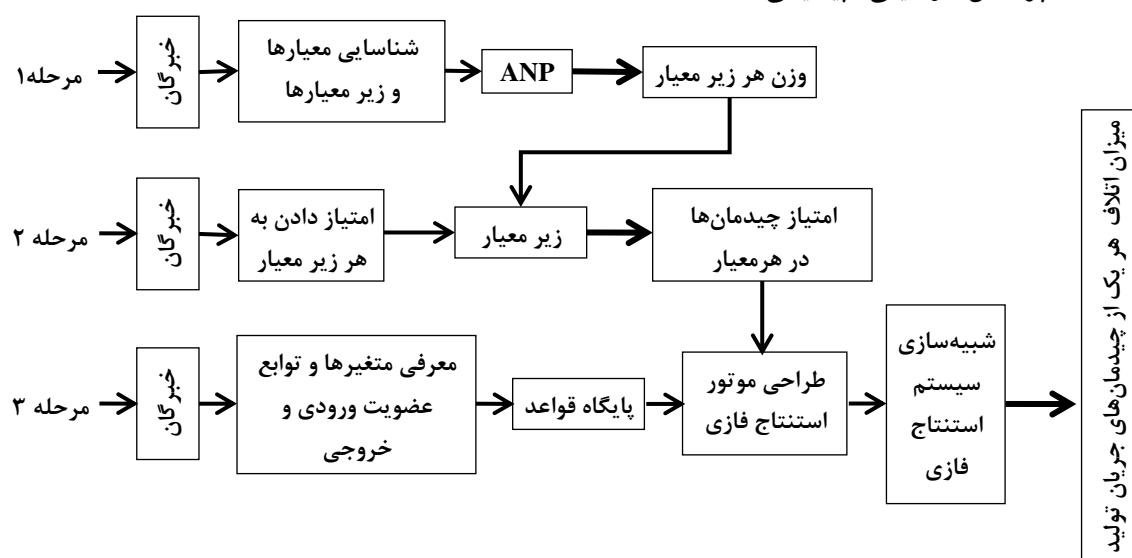 مرحله۱
خبرگان
شناسایی معیارها
و زیر معیارها
ANP
وزن هر زیر معیار
مرحله ۲
خبرگان
امتیاز دادن به
هر زیر معیار
زیر معیار
امتیاز چیدمان‌ها
در هرمعیار
مرحله ۳
خبرگان
معرفی متغیرها و توابع
عضویت ورودی و
خروجی
پایگاه قواعد
طراحی موتور
استنتاج فازی
شبیه‌سازی
سیستم
استنتاج
فازی
میزان اتلاف هر یک از چیدمان‌های جریان تولید